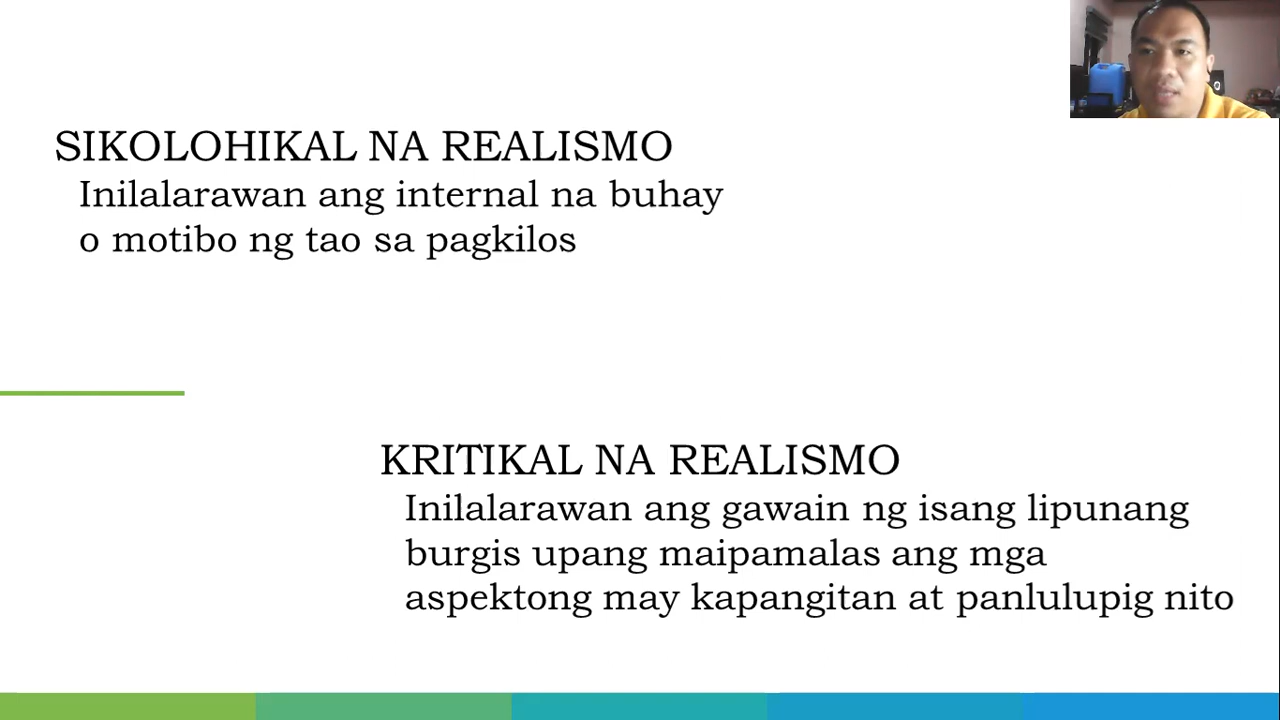 SIKOLOHIKAL NA REALISMO
Inilalarawan ang internal na buhay
o motibo ng tao sa pagkilos
KRITIKAL NA REALISMO
Inilalarawan ang gawain ng isang lipunang
burgis upang maipamalas ang mga
aspektong may kapangitan at panlulupig nito